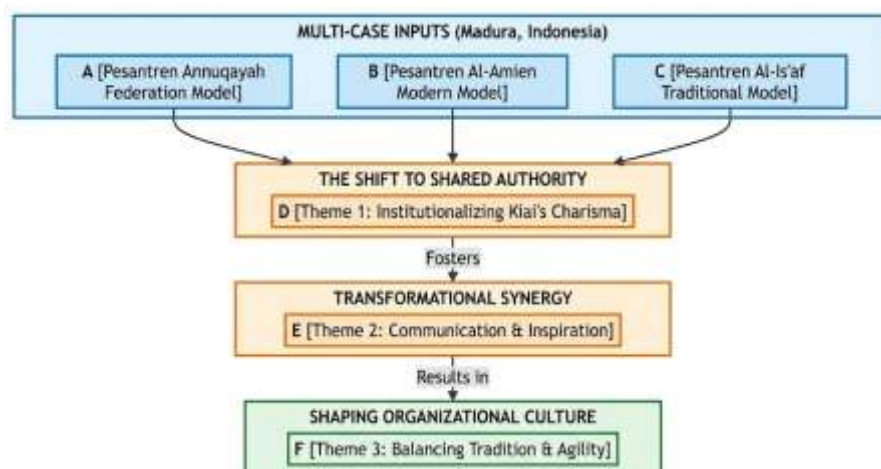 MULTI-CASE INPUTS (Madura, Indonesia)
A [Pesantren Annuqayah
Federation Model]
B [Pesantren Al-Amien
Modern Model]
C [Pesantren Al-Is'af
Traditional Model]
THE SHIFT TO SHARED AUTHORITY
D [Theme 1: Institutionalizing Kiai's Charisma]
Fosters
TRANSFORMATIONAL SYNERGY
E [Theme 2: Communication & Inspiration]
Results in
SHAPING ORGANIZATIONAL CULTURE
F [Theme 3: Balancing Tradition & Agility]